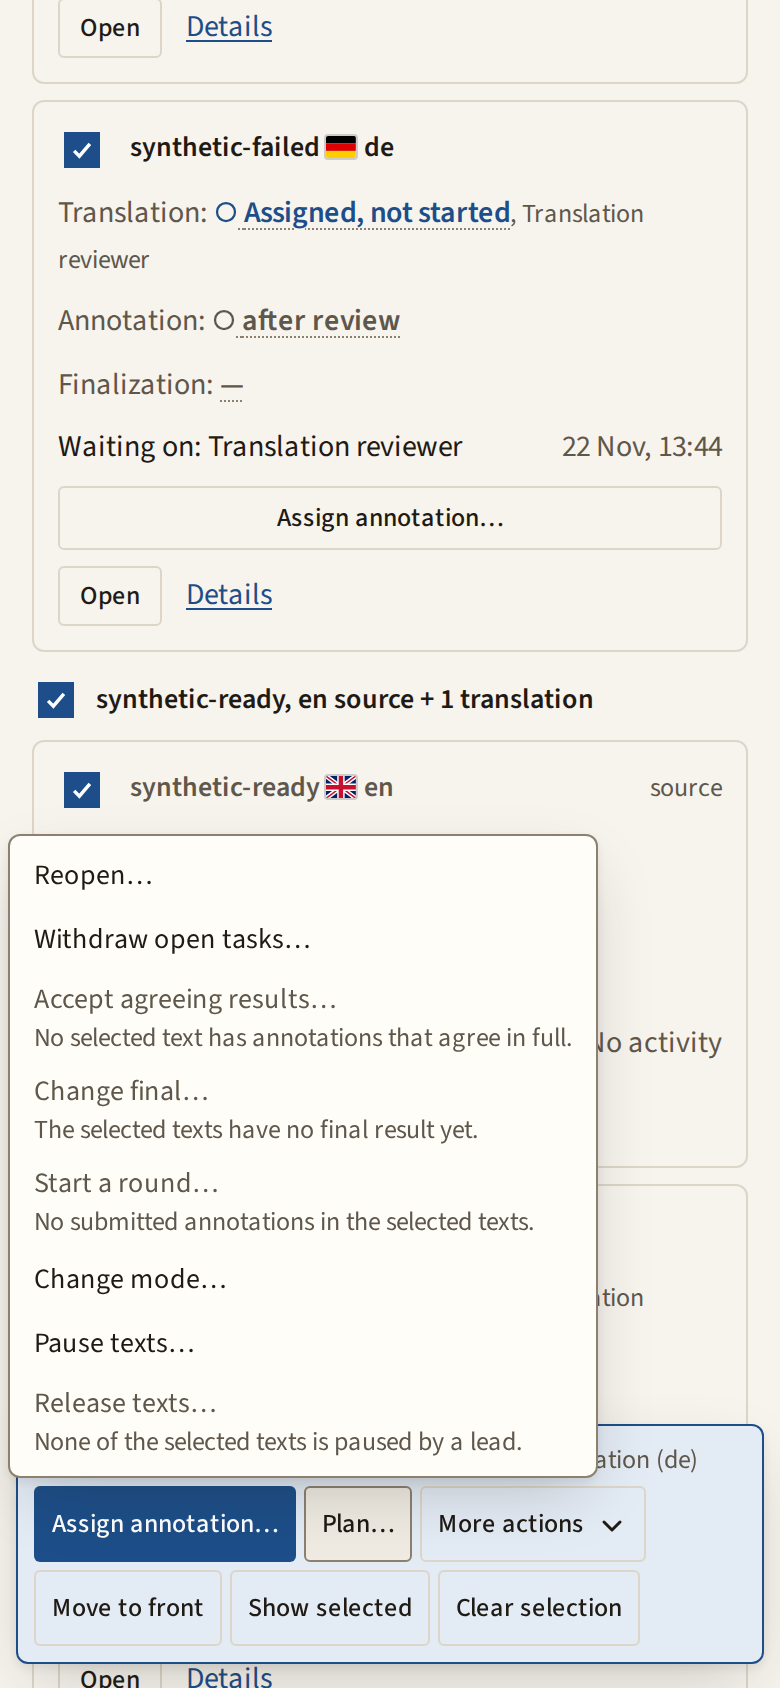 Open Details
synthetic-failed de
Translation: Assigned, not started, Translation
reviewer
Annotation: after review
Finalization: —
Waiting on: Translation reviewer 22 Nov, 13:44
Assign annotation…
Open Details
synthetic-ready, en source + 1 translation
synthetic-ready en source
Reopen…
Withdraw open tasks…
Accept agreeing results…
No selected text has annotations that agree in full.
No activity
Change final…
The selected texts have no final result yet.
Start a round…
No submitted annotations in the selected texts.
Change mode…
Pause texts…
Release texts…
None of the selected texts is paused by a lead.
(de)
Assign annotation… Plan… More actions
Move to front Show selected Clear selection
Open Details